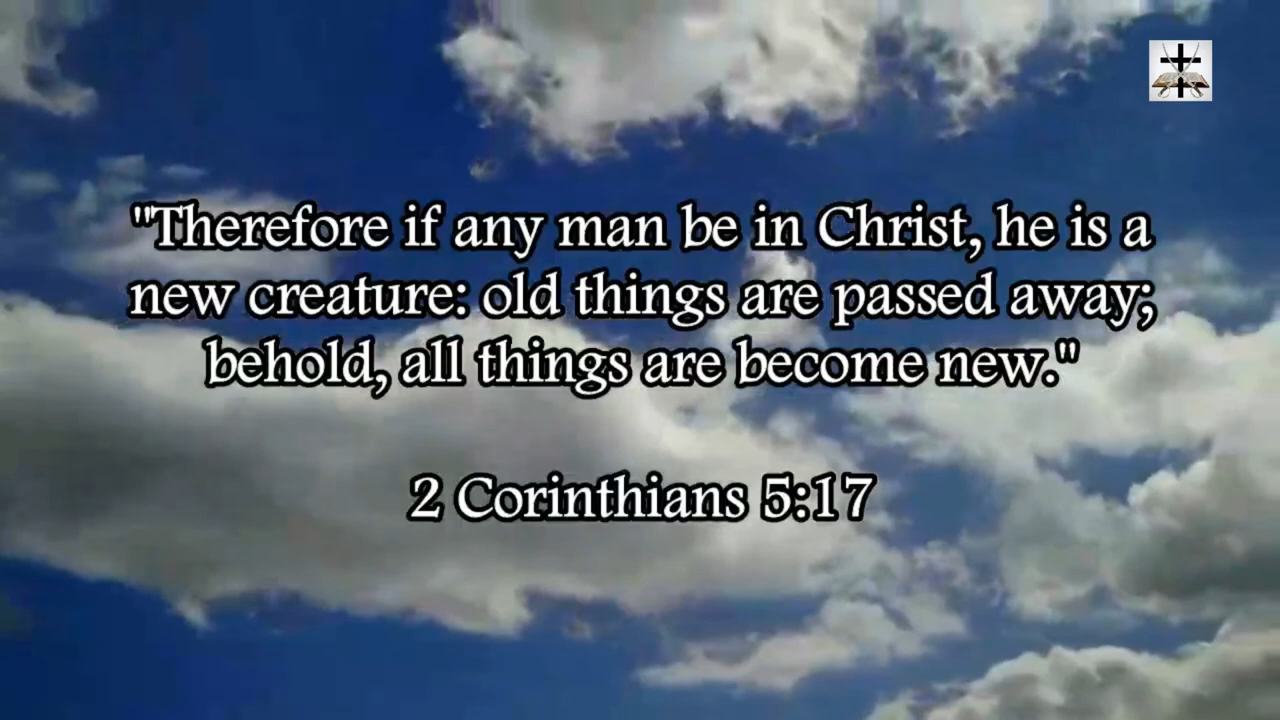 "Therefore if any man be in Christ, he is a
new creature: old things are passed away;
behold, all things are become new."
2 Corinthians 5:17